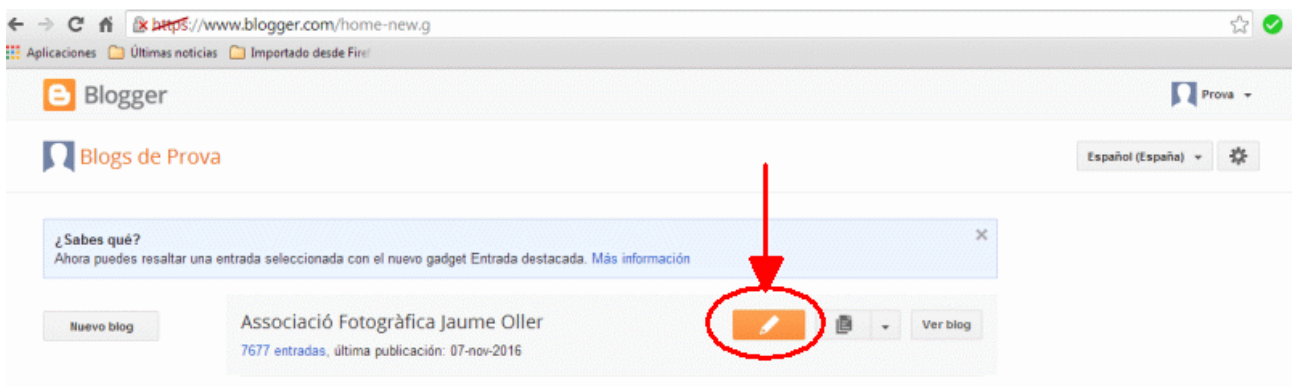 https://www.blogger.com/home-new.g
Aplicaciones Últimas noticias Importado desde Firef
Blogger
Prova
Blogs de Prova
Español (España)
¿Sabes qué?
Ahora puedes resaltar una entrada seleccionada con el nuevo gadget Entrada destacada. Más información
Nuevo blog
Associació Fotogràfica Jaume Oller
Ver blog
7677 entradas, última publicación: 07-nov-2016